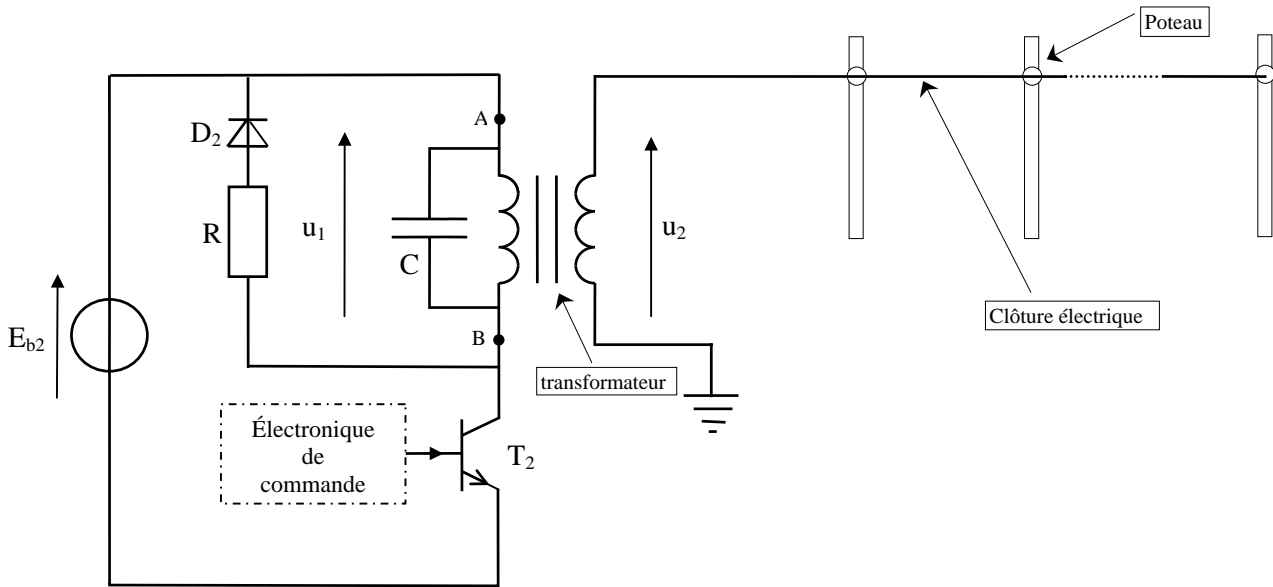 Poteau
A
D2
u1
R
C
u2
Clôture électrique
Eb2
B
transformateur
Électronique
de
commande
T2